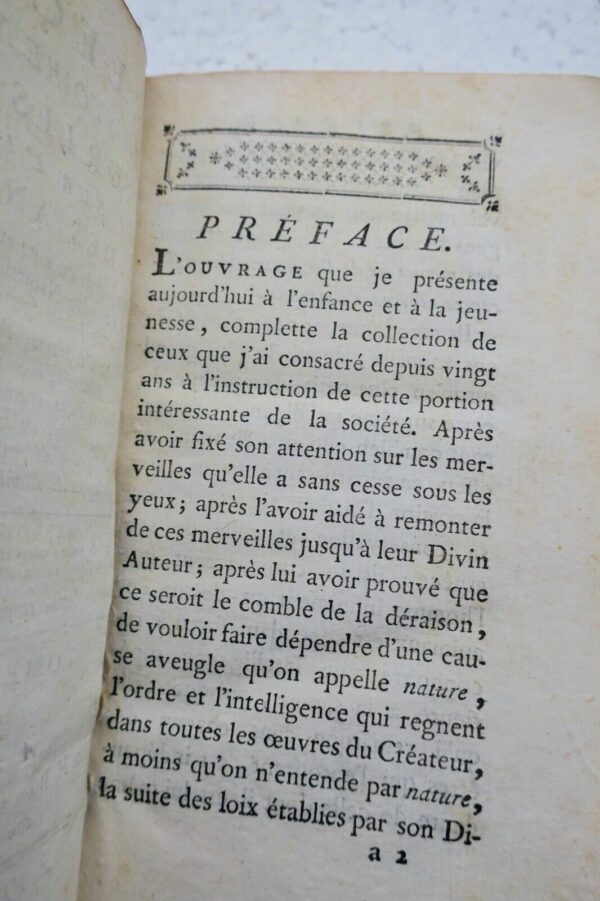 PRÉFACE.
L'OUVRAGE que je présente
aujourd'hui à l'enfance et à la jeu-
nesse, complette la collection de
ceux que j'ai consacré depuis vingt
ans à l'instruction de cette portion
intéressante de la société. Après
avoir fixé son attention sur les mer-
veilles qu'elle a sans cesse sous les
yeux; après l'avoir aidé à remonter
de ces merveilles jusqu'à leur Divin
Auteur; après lui avoir prouvé que
ce seroit le comble de la déraison,
de vouloir faire dépendre d'une cau-
se aveugle qu'on appelle nature,
l'ordre et l'intelligence qui regnent
dans toutes les œuvres du Créateur,
à moins qu'on n'entende par nature,
la suite des loix établies par son Di-
a 2